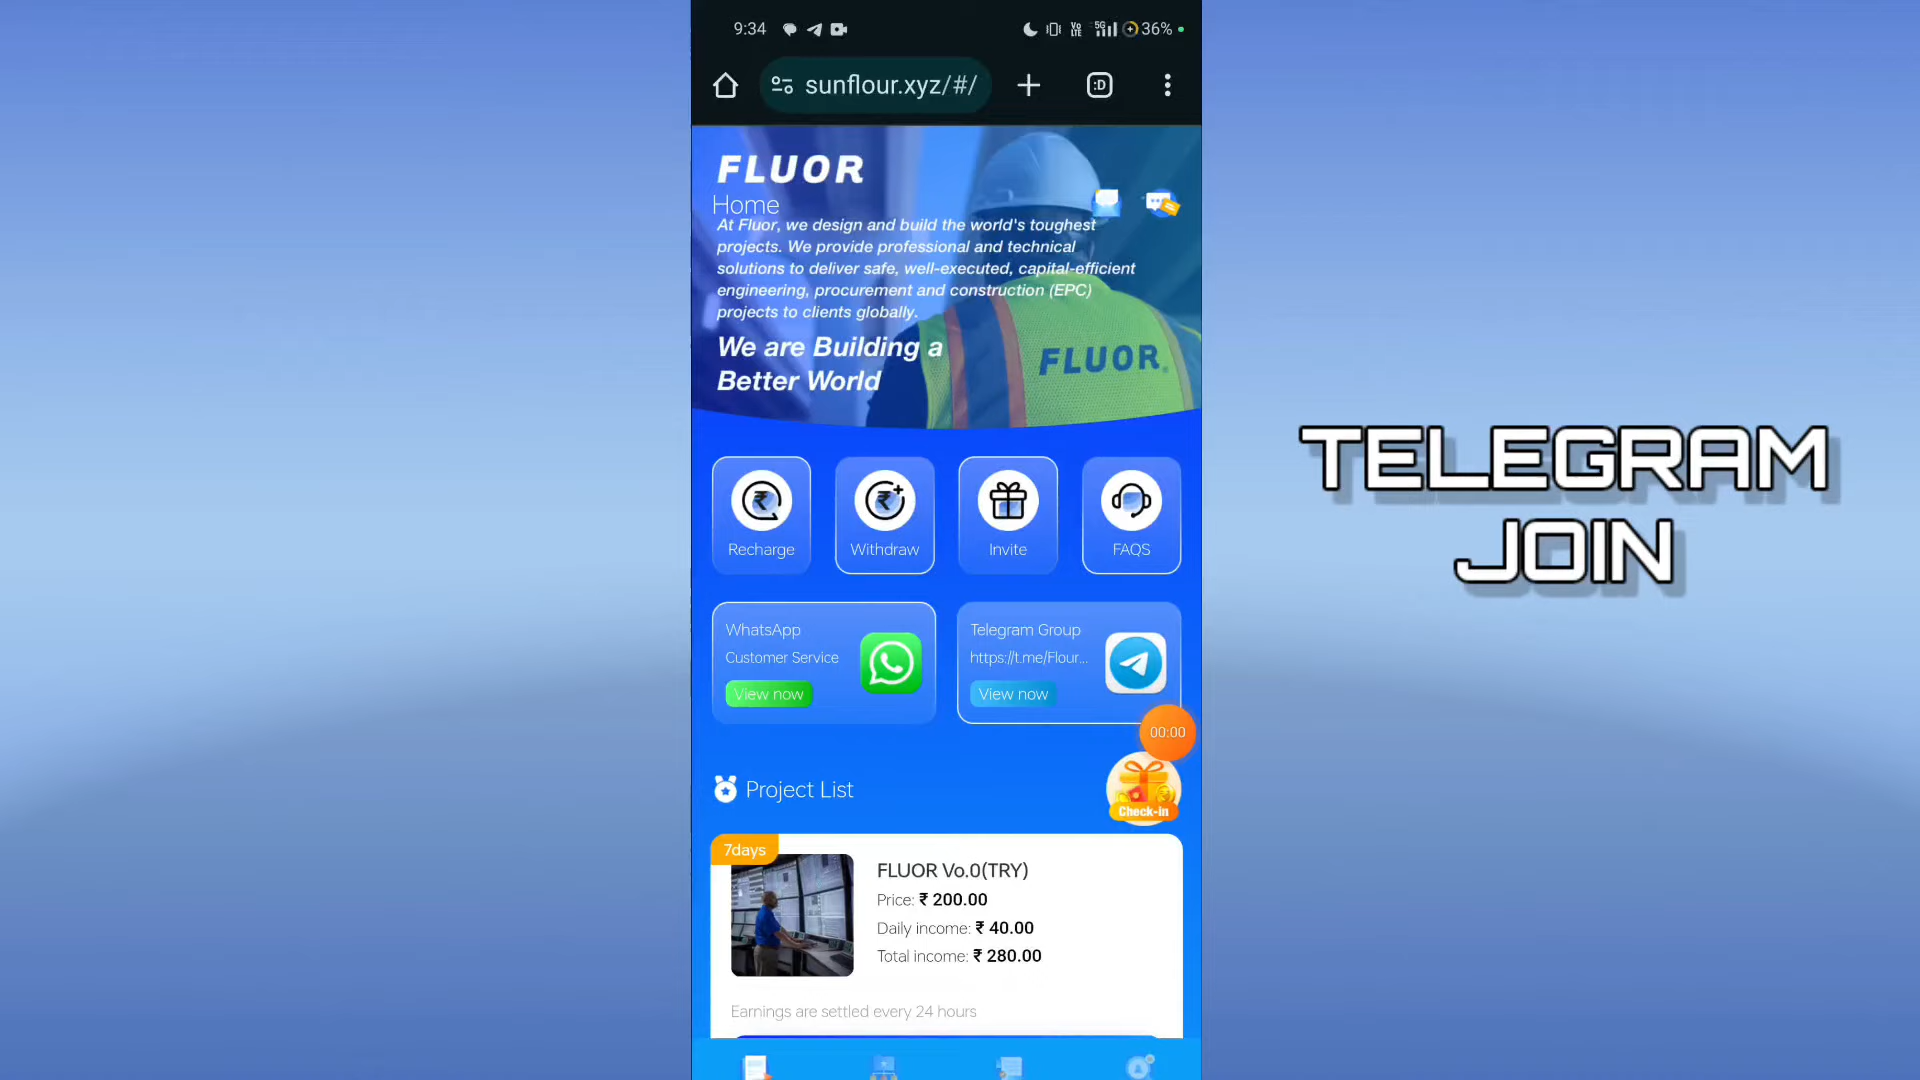 9:34
VO LTE
5G
36%
:D
sunflour.xyz/#/
FLUOR
Home
At Fluor, we design and build the world's toughest
projects. We provide professional and technical
solutions to deliver safe, well-executed, capital-efficient
engineering, procurement and construction (EPC)
projects to clients globally.
We are Building a
Better World
FLUOR®
Recharge
Withdraw
Invite
FAQS
WhatsApp
Customer Service
View now
Telegram Group
https://t.me/Flour...
View now
00:00
Project List
Check-in
7days
FLUOR Vo.0(TRY)
Price: ₹ 200.00
Daily income: ₹ 40.00
Total income: ₹ 280.00
Earnings are settled every 24 hours
TELEGRAM
JOIN